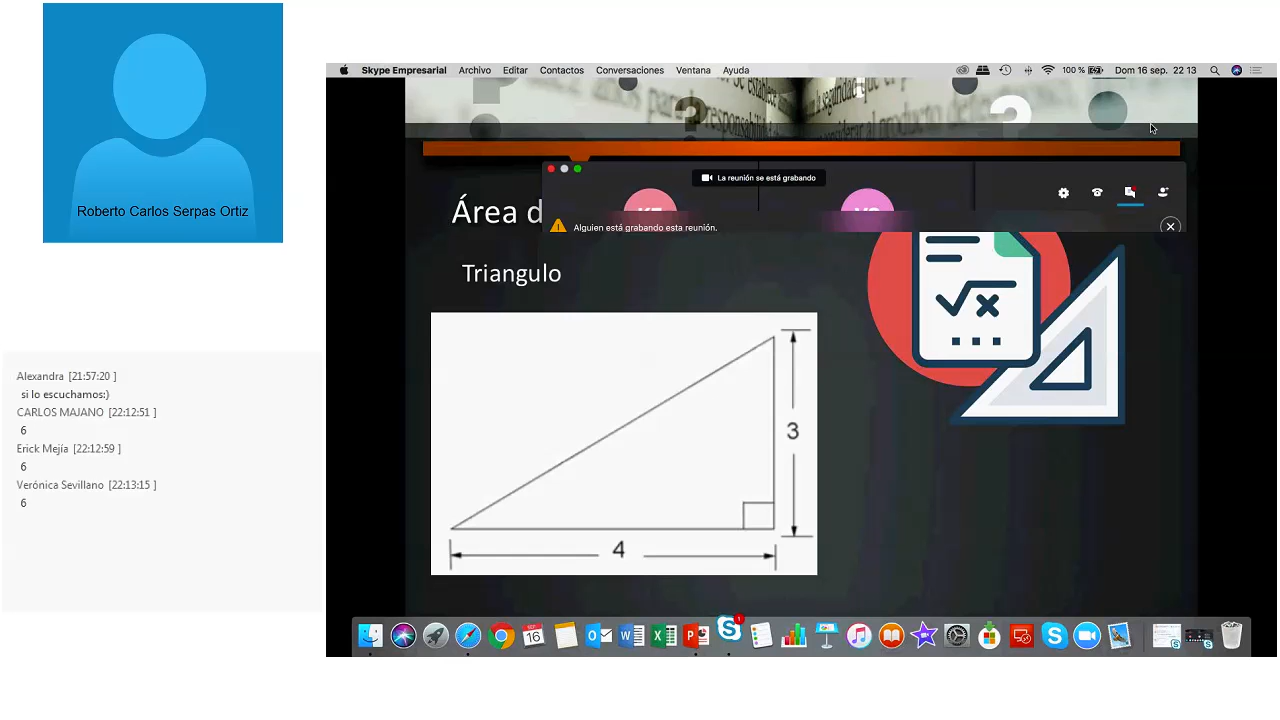 Roberto Carlos Serpas Ortiz
Alexandra [21:57:20 ]
si lo escuchamos:)
CARLOS MAJANO [22:12:51 ]
6
Erick Mejía [22:12:59 ]
6
Verónica Sevillano [22:13:15 ]
6
Skype Empresarial Archivo Editar Contactos Conversaciones Ventana Ayuda 100 % Dom 16 sep. 22 13
La reunión se está grabando
Alguien está grabando esta reunión.
Área d
Triangulo
3
4
SEP
16
1